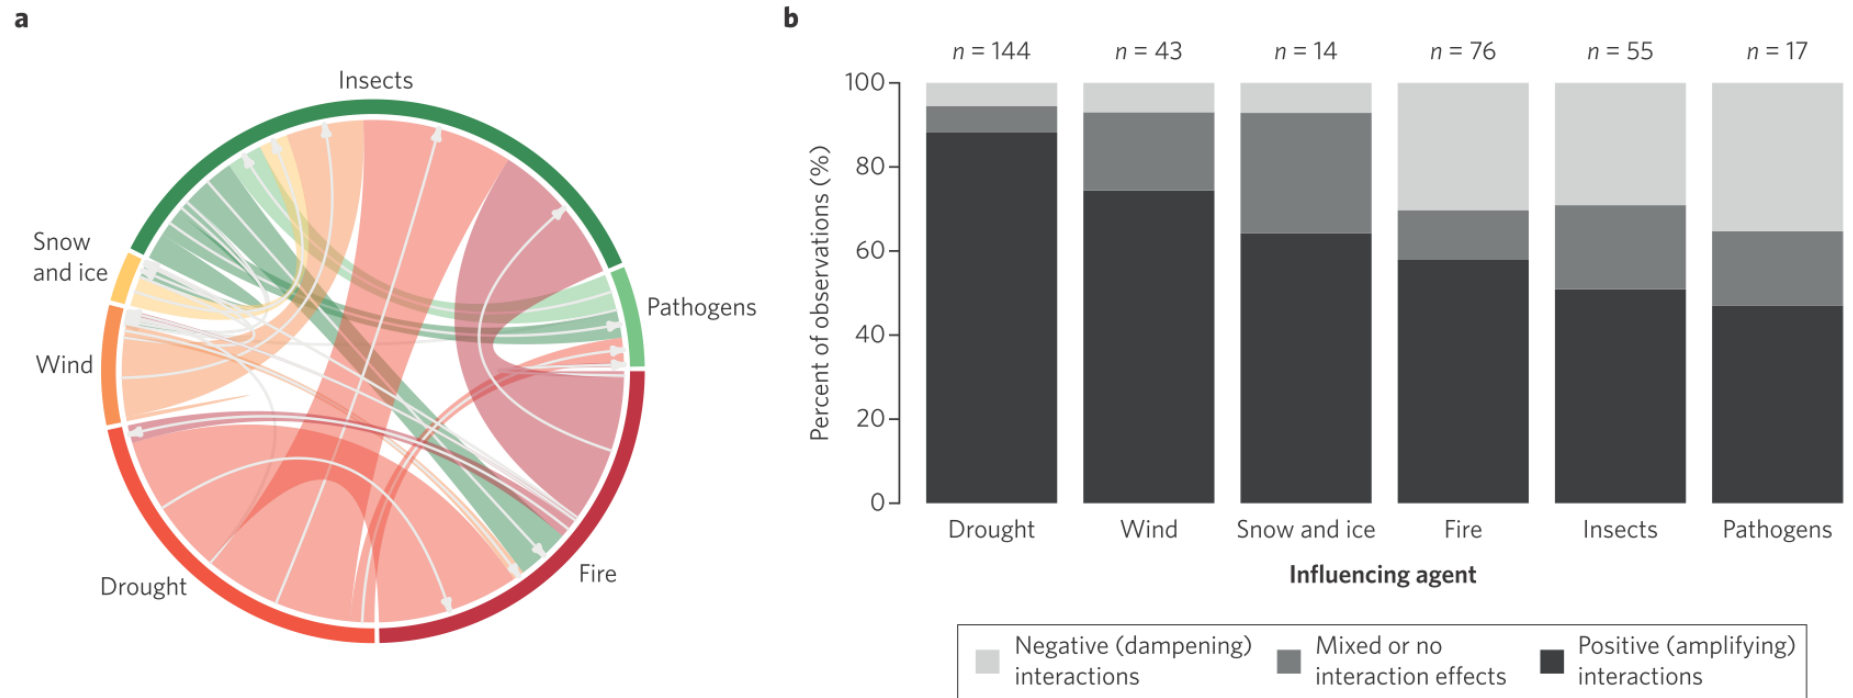 a
Insects
Snow
and ice
Pathogens
Wind
Drought
Fire
b
n = 144
n = 43
n = 14
n = 76
n = 55
n = 17
Percent of observations (%)
100
80
60
40
20
0
Drought
Wind
Snow and ice
Fire
Insects
Pathogens
Influencing agent
Negative (dampening)
interactions
Mixed or no
interaction effects
Positive (amplifying)
interactions